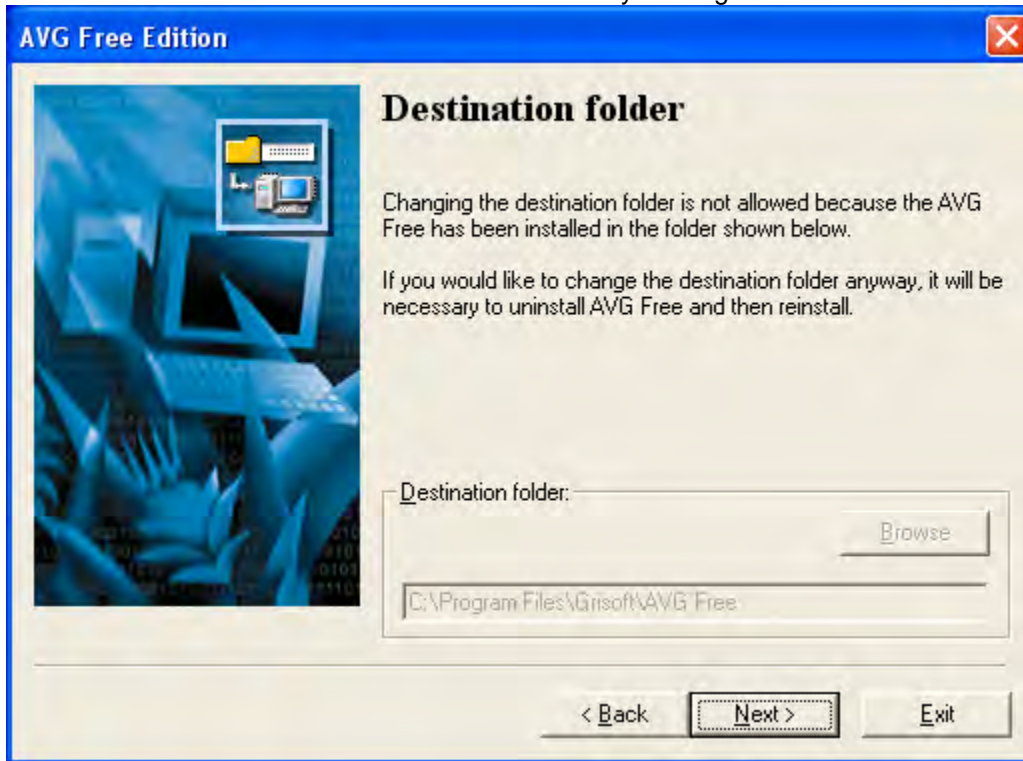 AVG Free Edition
Destination folder
Changing the destination folder is not allowed because the AVG
Free has been installed in the folder shown below.
If you would like to change the destination folder anyway, it will be
necessary to uninstall AVG Free and then reinstall.
Destination folder:
Browse
C:\Program Files\Grisoft\AVG Free
< Back
Next >
Exit